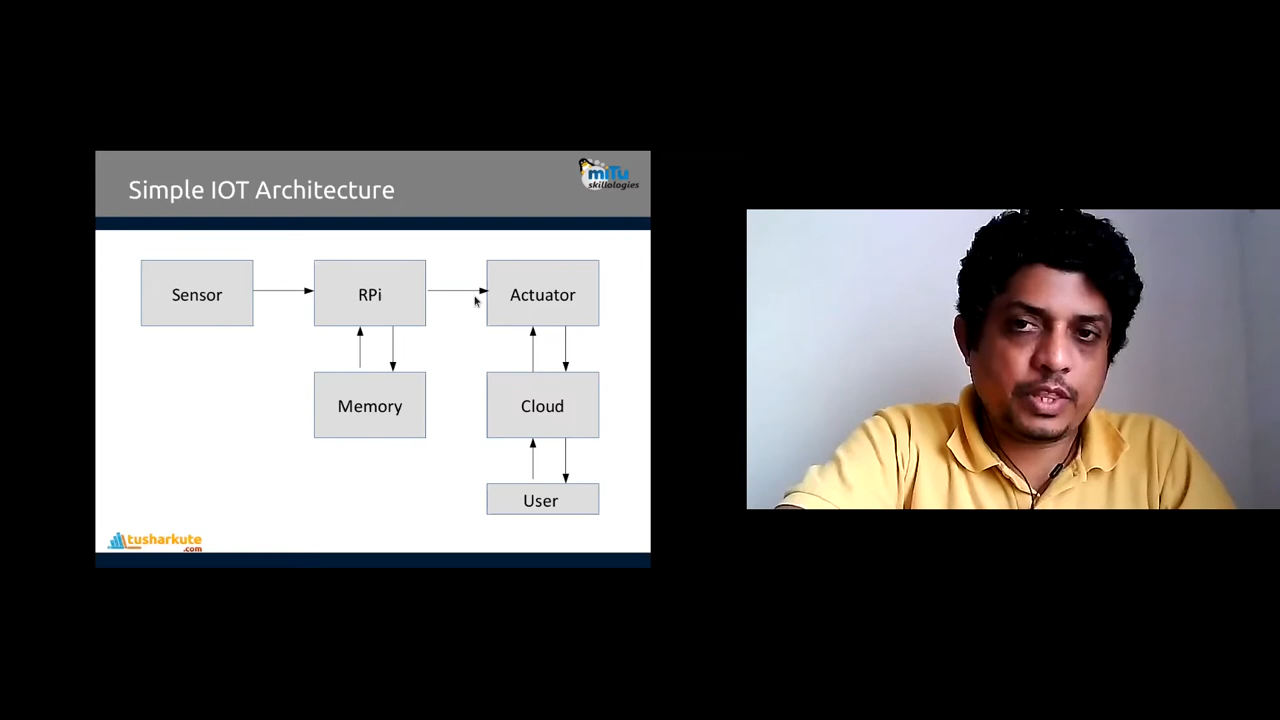 Simple IOT Architecture
miTu
skillologies
Sensor
RPi
Actuator
Memory
Cloud
User
tusharkute
.com